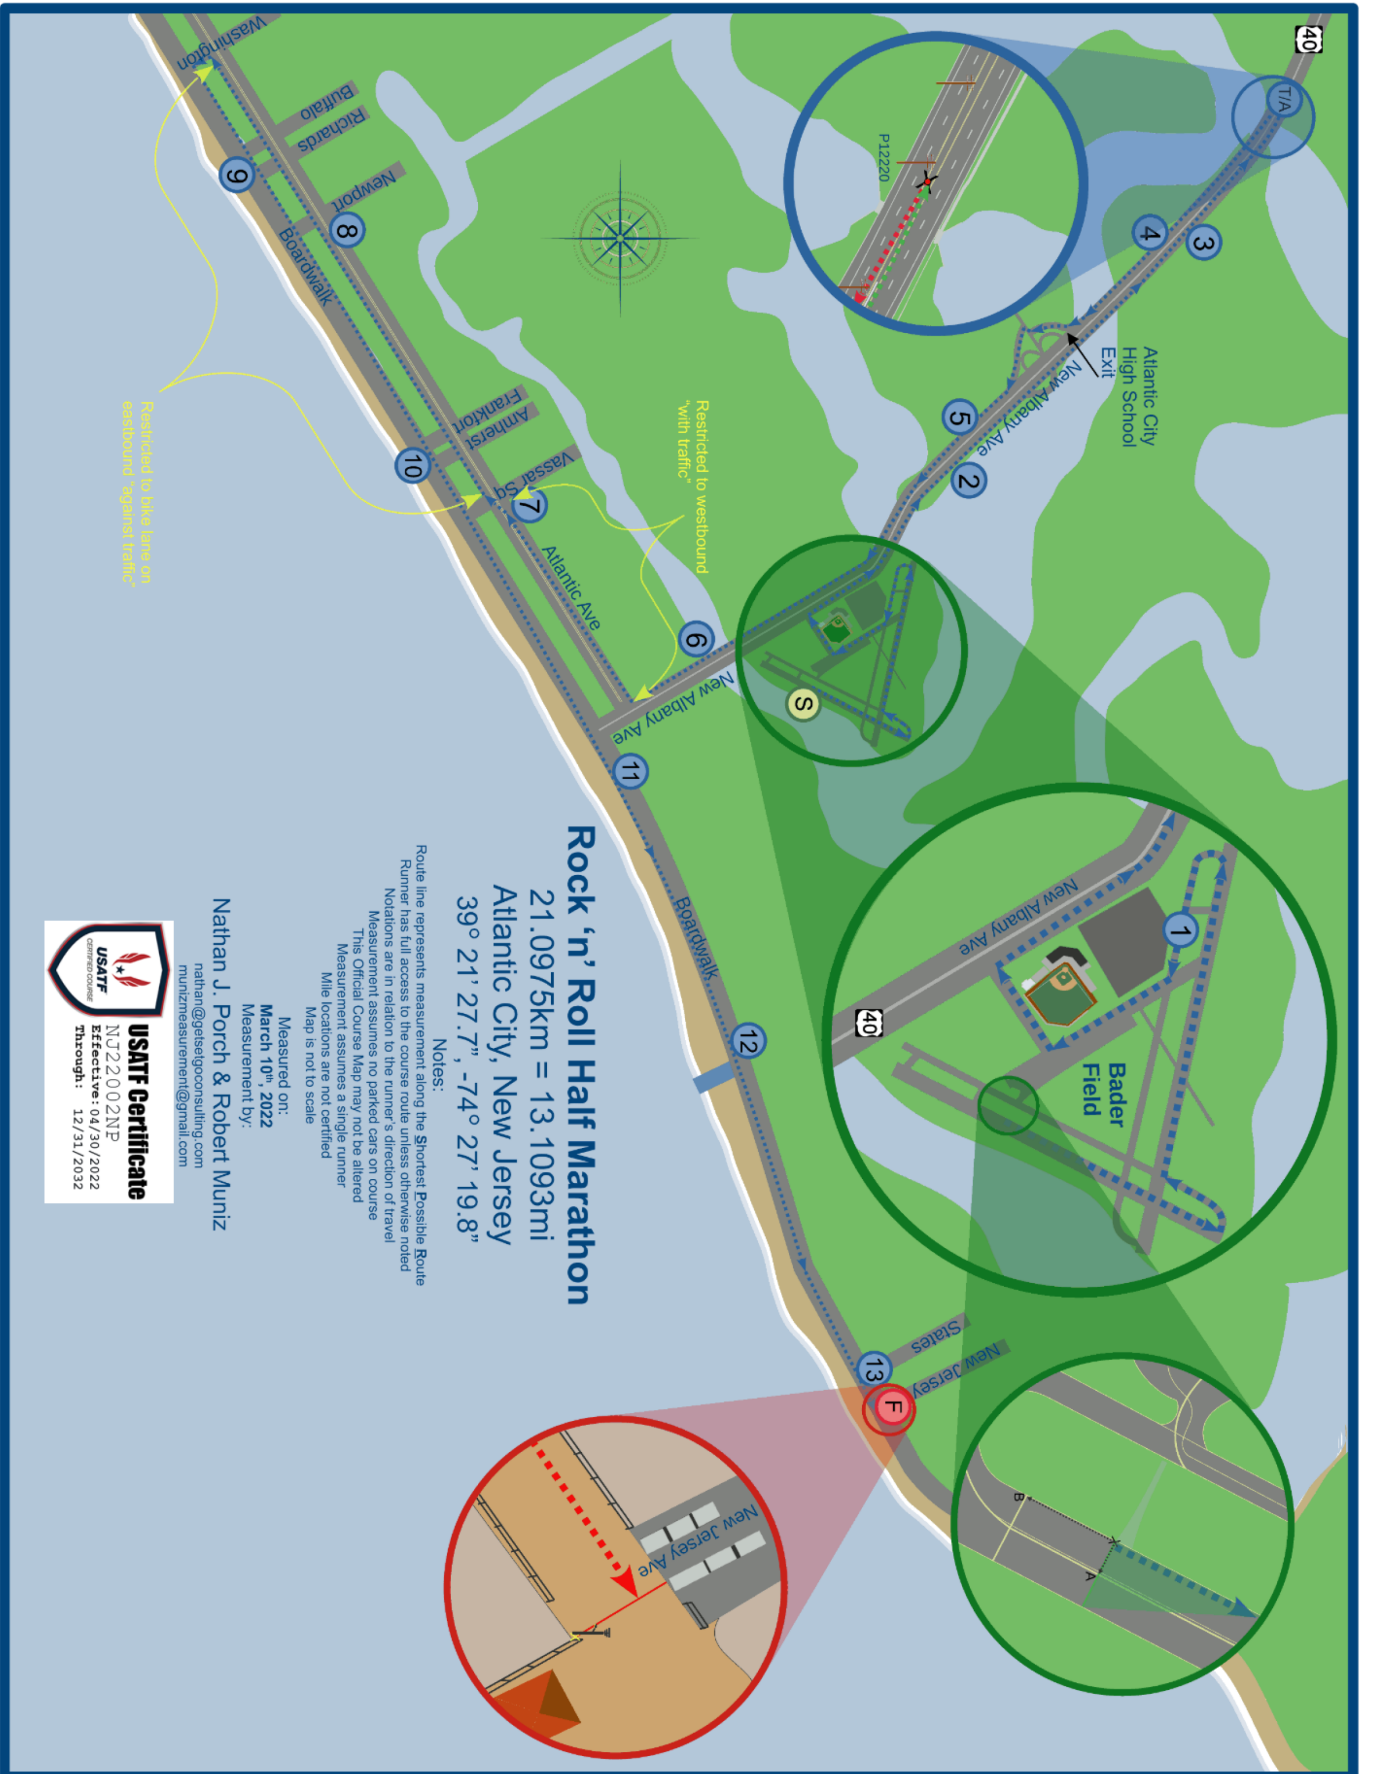 40
T/A
P12220
3
4
Atlantic City
High School
Exit
New Albany Ave
5
2
Washington
Buffalo
Richards
Newport
9
8
Boardwalk
Frankfort
Amherst
Vassar Sq
10
7
Atlantic Ave
Restricted to westbound
"with traffic"
Restricted to bike lane on
eastbound "against traffic"
6
New Albany Ave
S
11
Boardwalk
12
States
New Jersey
13
F
1
New Albany Ave
40
Bader
Field
B
A
New Jersey Ave
Rock ‘n’ Roll Half Marathon
21.0975km = 13.1093mi
Atlantic City, New Jersey
39° 21’ 27.7”, -74° 27’ 19.8”
Notes:
Route line represents measurement along the Shortest Possible Route
Runner has full access to the course route unless otherwise noted
Notations are in relation to the runner’s direction of travel
Measurement assumes no parked cars on course
This Official Course Map may not be altered
Measurement assumes a single runner
Mile locations are not certified
Map is not to scale
Measured on:
March 10th, 2022
Measurement by:
Nathan J. Porch & Robert Muniz
nathan@getsetgoconsulting.com
munizmeasurement@gmail.com
USATF
CERTIFIED COURSE
USATF Certificate
NJ22002NP
Effective: 04/30/2022
Through: 12/31/2032